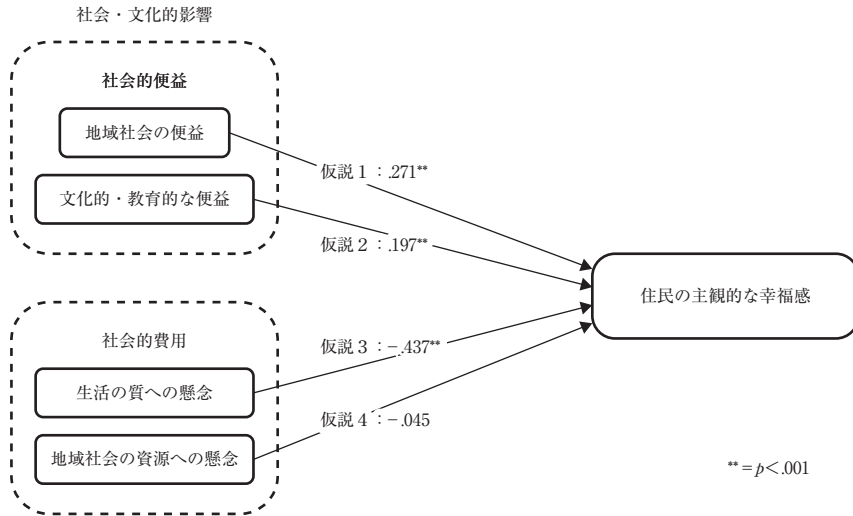 社会・文化的影響
社会的便益
地域社会の便益
文化的・教育的な便益
仮説1：.271**
仮説2：.197**
住民の主観的な幸福感
社会的費用
生活の質への懸念
地域社会の資源への懸念
仮説3：−.437**
仮説4：−.045
**＝p＜.001